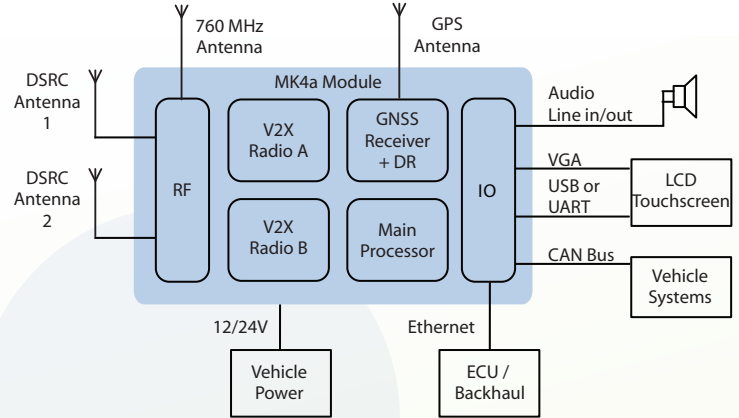 760 MHz
Antenna
GPS
Antenna
DSRC
Antenna
1
MK4a Module
Audio
Line in/out
V2X
Radio A
GNSS
Receiver
+ DR
RF
IO
VGA
USB or
UART
LCD
Touchscreen
DSRC
Antenna
2
V2X
Radio B
Main
Processor
CAN Bus
Vehicle
Systems
12/24V
Ethernet
Vehicle
Power
ECU /
Backhaul